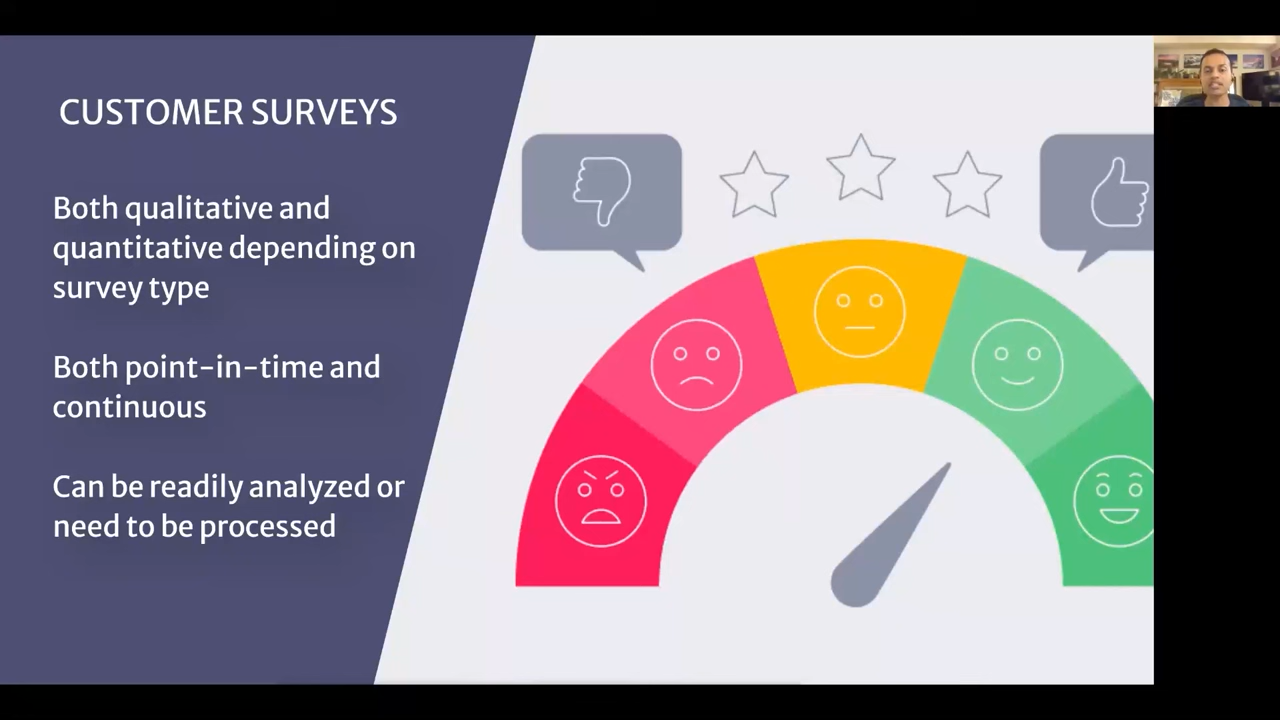 CUSTOMER SURVEYS
Both qualitative and
quantitative depending on
survey type
Both point-in-time and
continuous
Can be readily analyzed or
need to be processed